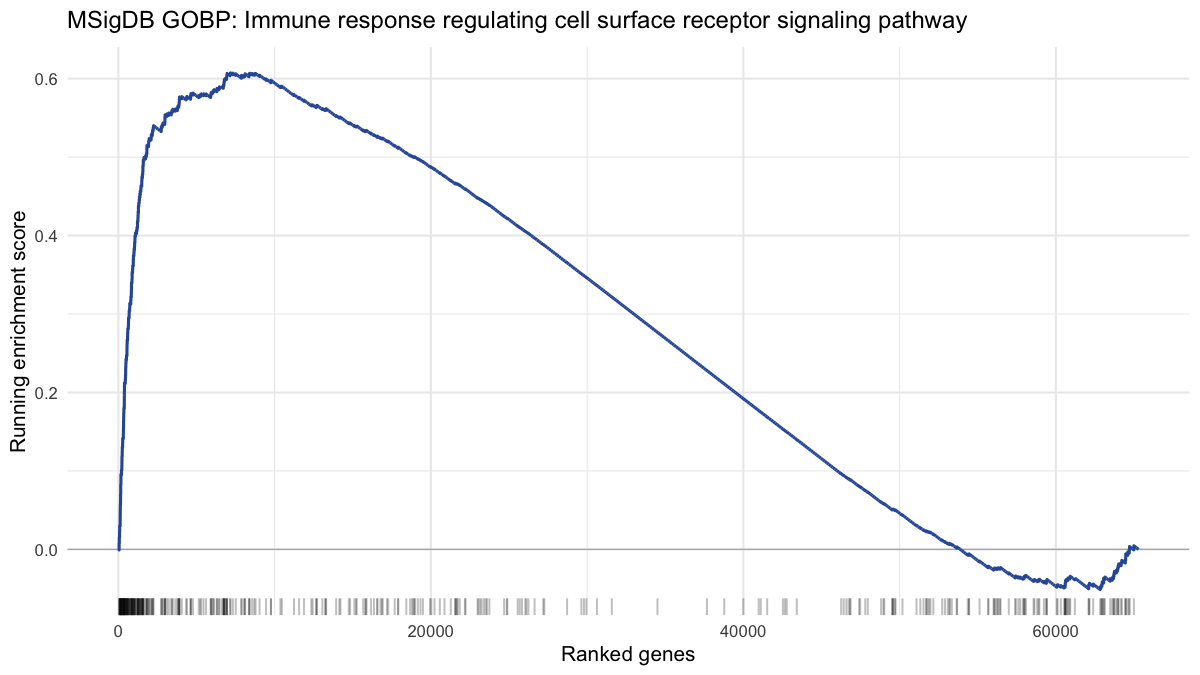 MSigDB GOBP: Immune response regulating cell surface receptor signaling pathway
Running enrichment score
0.6
0.4
0.2
0.0
0
20000
40000
60000
Ranked genes